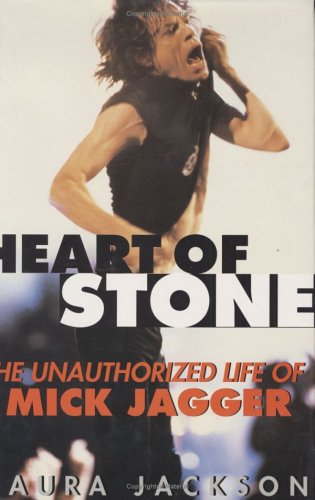 HEART OF
STONE
HE UNAUTHORIZED LIFE OF
MICK JAGGER
AURA JACKSON